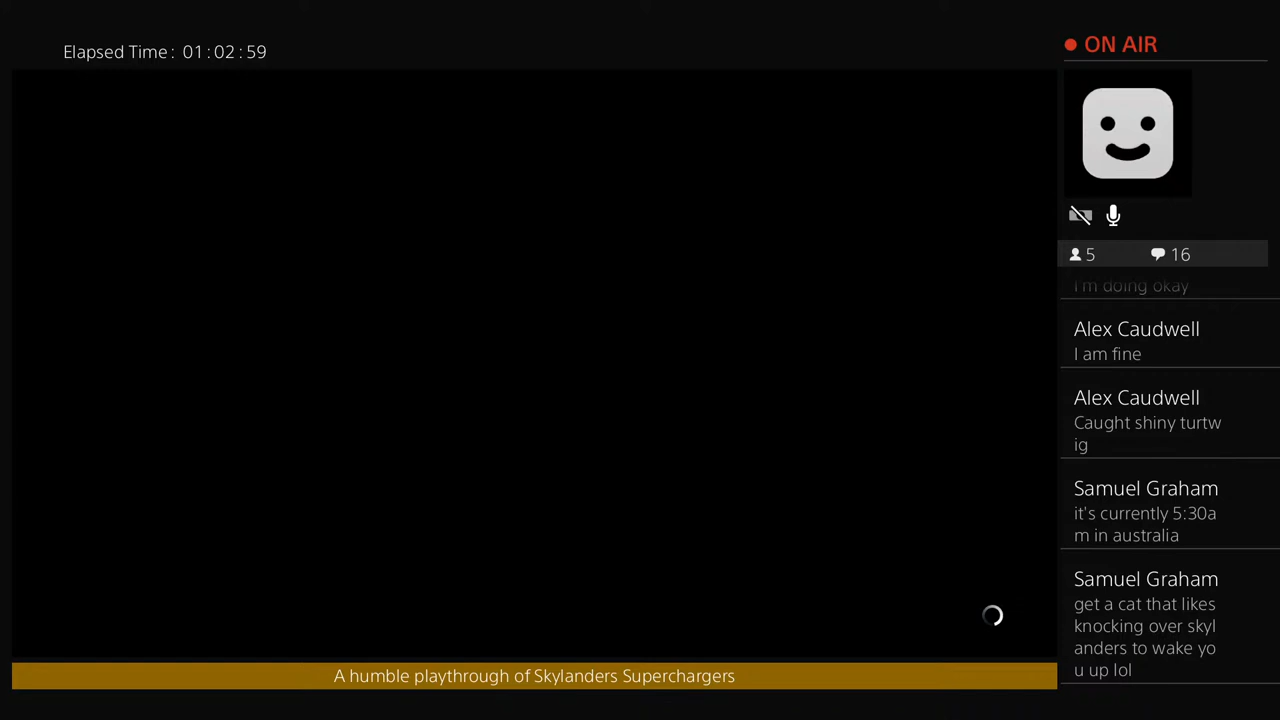 Elapsed Time: 01:02:59
ON AIR
5 16
I'm doing okay
Alex Caudwell
I am fine
Alex Caudwell
Caught shiny turtw
ig
Samuel Graham
it's currently 5:30a
m in australia
Samuel Graham
get a cat that likes
knocking over skyl
anders to wake yo
u up lol
A humble playthrough of Skylanders Superchargers